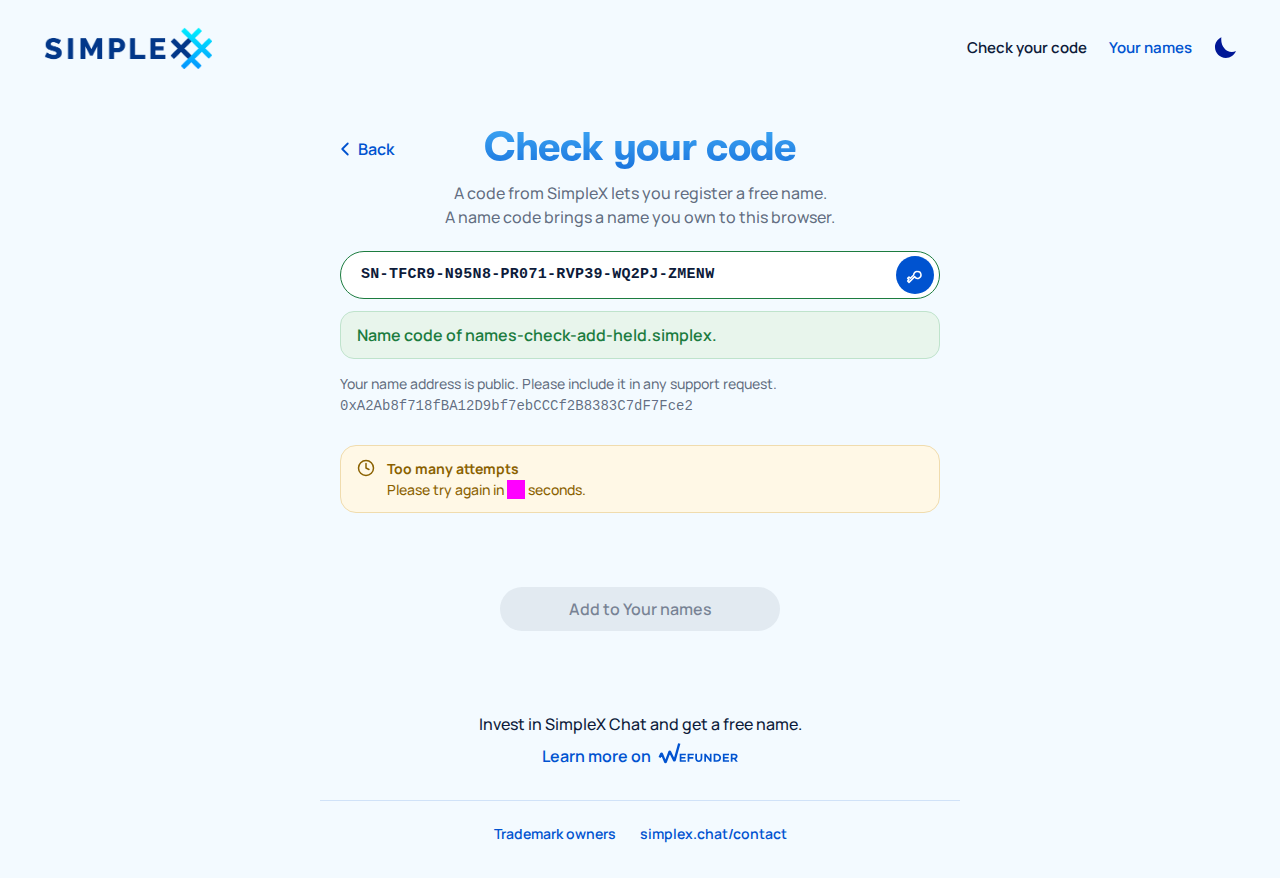 SIMPLEX
Check your code
Your names
Back
Check your code
A code from SimpleX lets you register a free name.
A name code brings a name you own to this browser.
SN-TFCR9-N95N8-PR071-RVP39-WQ2PJ-ZMENW
Name code of names-check-add-held.simplex.
Your name address is public. Please include it in any support request.
0xA2Ab8f718fBA12D9bf7ebCCCf2B8383C7dF7Fce2
Too many attempts
Please try again in seconds.
Add to Your names
Invest in SimpleX Chat and get a free name.
Learn more on WEFUNDER
Trademark owners
simplex.chat/contact